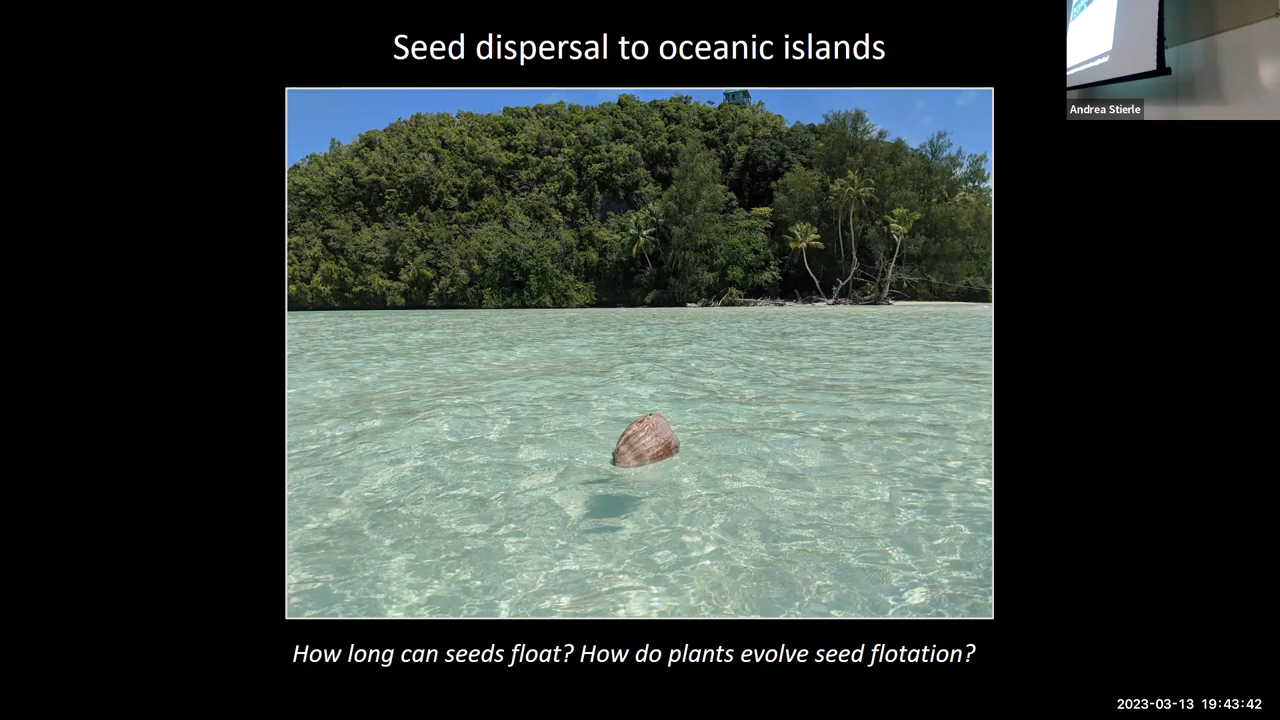 Seed dispersal to oceanic islands
Andrea Stierle
How long can seeds float? How do plants evolve seed flotation?
2023-03-13 19:43:42